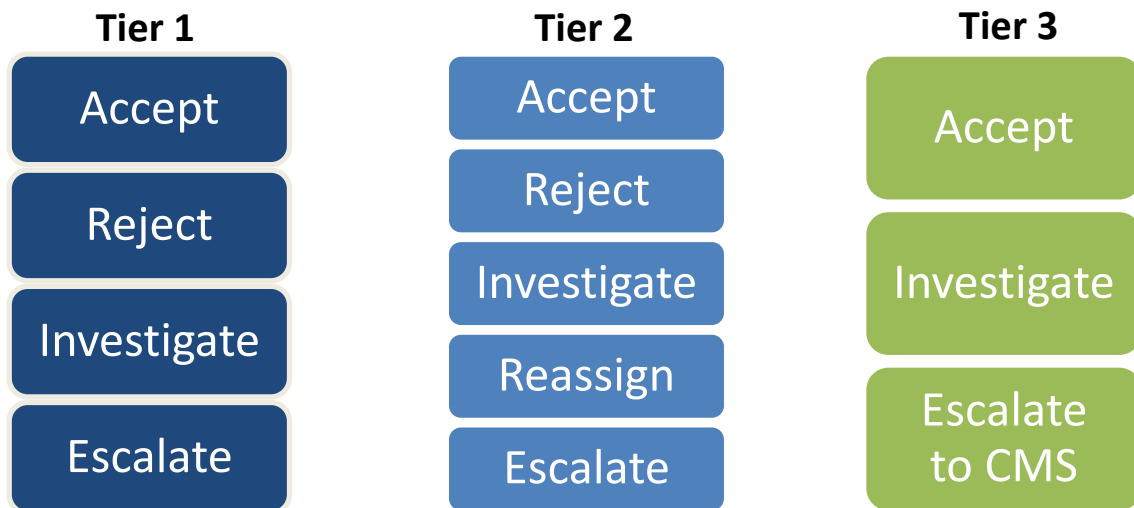 Tier 1
Accept
Reject
Investigate
Escalate
Tier 2
Accept
Reject
Investigate
Reassign
Escalate
Tier 3
Accept
Investigate
Escalate
to CMS